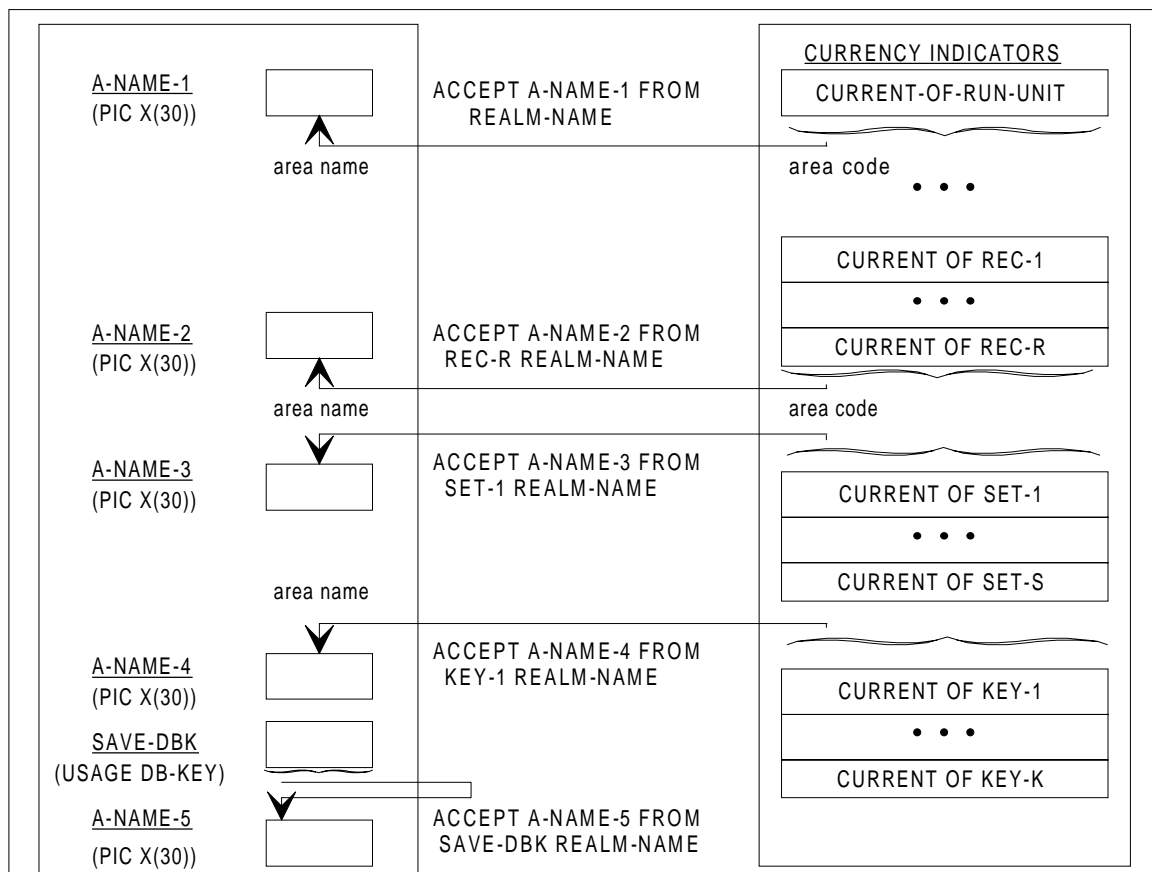 CURRENCY INDICATORS
A-NAME-1
(PIC X(30))
ACCEPT A-NAME-1 FROM
REALM-NAME
CURRENT-OF-RUN-UNIT
area name
area code
• • •
CURRENT OF REC-1
• • •
A-NAME-2
(PIC X(30))
ACCEPT A-NAME-2 FROM
REC-R REALM-NAME
CURRENT OF REC-R
area name
area code
A-NAME-3
(PIC X(30))
ACCEPT A-NAME-3 FROM
SET-1 REALM-NAME
CURRENT OF SET-1
• • •
CURRENT OF SET-S
area name
A-NAME-4
(PIC X(30))
ACCEPT A-NAME-4 FROM
KEY-1 REALM-NAME
CURRENT OF KEY-1
• • •
CURRENT OF KEY-K
SAVE-DBK
(USAGE DB-KEY)
A-NAME-5
(PIC X(30))
ACCEPT A-NAME-5 FROM
SAVE-DBK REALM-NAME